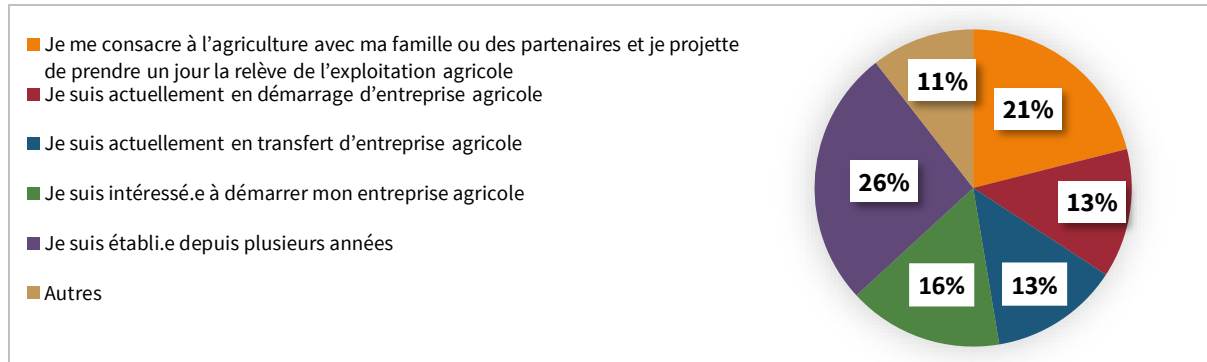 Je me consacre à l’agriculture avec ma famille ou des partenaires et je projette
de prendre un jour la relève de l’exploitation agricole
Je suis actuellement en démarrage d’entreprise agricole
Je suis actuellement en transfert d’entreprise agricole
Je suis intéressé.e à démarrer mon entreprise agricole
Je suis établi.e depuis plusieurs années
Autres
21%
13%
13%
16%
26%
11%